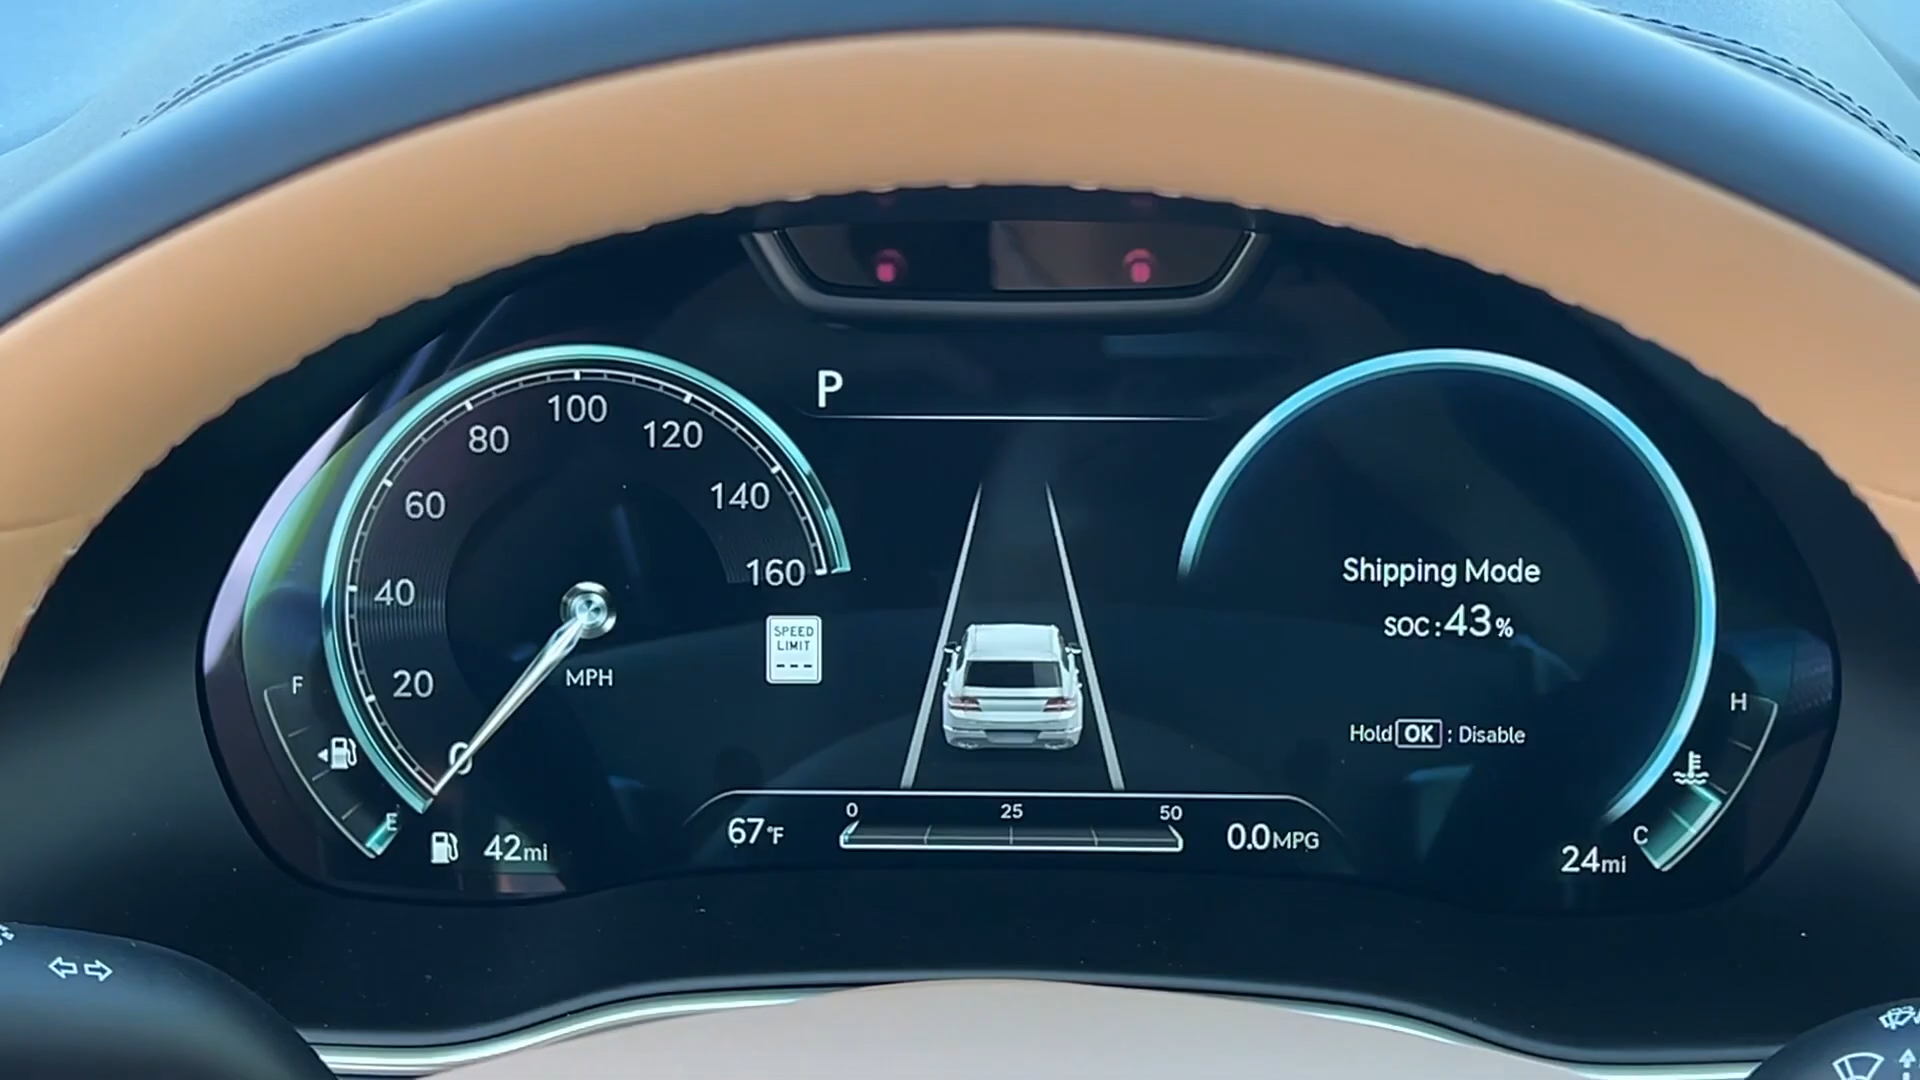 P
100
80
120
60
140
160
40
20
0
MPH
SPEED
LIMIT
---
Shipping Mode
SOC:43%
Hold OK : Disable
F
E
H
C
42mi
67°F
0 25 50
0.0MPG
24mi